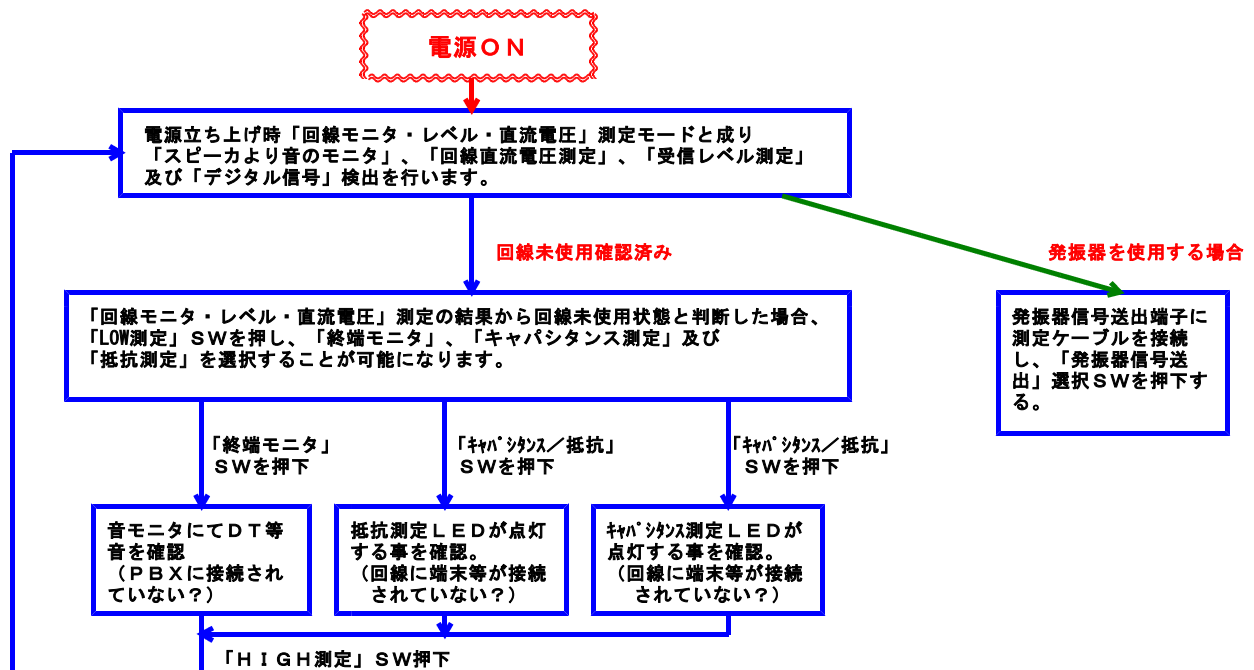 電源ＯＮ
電源立ち上げ時「回線モニタ・レベル・直流電圧」測定モードと成り
「スピーカより音のモニタ」、「回線直流電圧測定」、「受信レベル測定」
及び「デジタル信号」検出を行います。
回線未使用確認済み
発振器を使用する場合
「回線モニタ・レベル・直流電圧」測定の結果から回線未使用状態と判断した場合、
「LOW測定」ＳＷを押し、「終端モニタ」、「キャパシタンス測定」及び
「抵抗測定」を選択することが可能になります。
発振器信号送出端子に
測定ケーブルを接続
し、「発振器信号送
出」選択ＳＷを押下す
る。
「終端モニタ」
ＳＷを押下
「ｷｬﾊﾟｼﾀﾝｽ／抵抗」
ＳＷを押下
「ｷｬﾊﾟｼﾀﾝｽ／抵抗」
ＳＷを押下
音モニタにてＤＴ等
音を確認
（ＰＢＸに接続され
ていない？）
抵抗測定ＬＥＤが点灯
する事を確認。
（回線に端末等が接続
されていない？）
ｷｬﾊﾟｼﾀﾝｽ測定ＬＥＤが
点灯する事を確認。
（回線に端末等が接続
されていない？）
「ＨＩＧＨ測定」ＳＷ押下